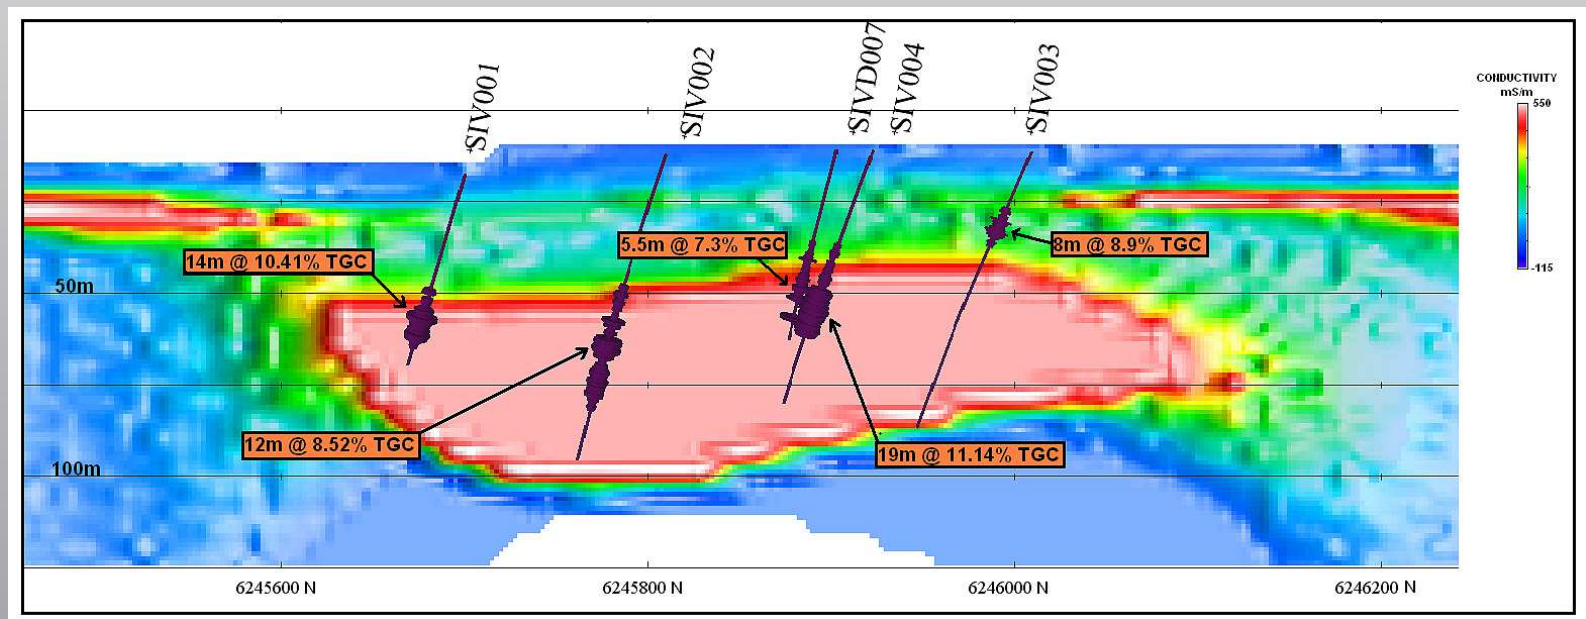 *SIV001
*SIV002
*SIVD007
*SIV004
*SIV003
CONDUCTIVITY
mS/m
550
-115
14m @ 10.41% TGC
5.5m @ 7.3% TGC
8m @ 8.9% TGC
50m
12m @ 8.52% TGC
19m @ 11.14% TGC
100m
6245600 N
6245800 N
6246000 N
6246200 N